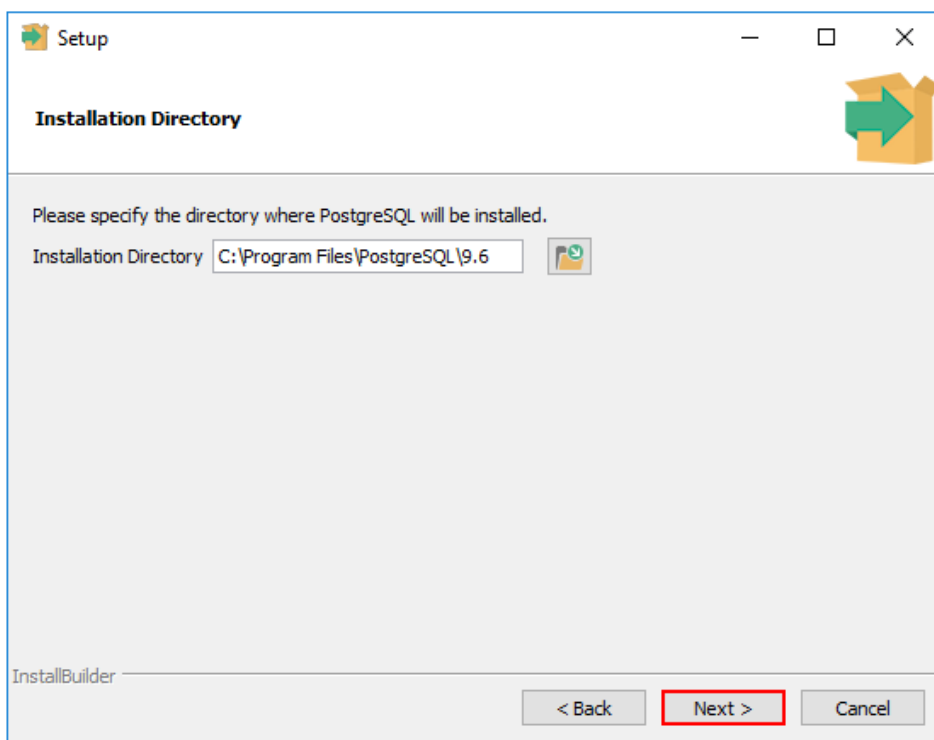 Setup
Installation Directory
Please specify the directory where PostgreSQL will be installed.
Installation Directory C:\Program Files\PostgreSQL\9.6
InstallBuilder
< Back Next > Cancel